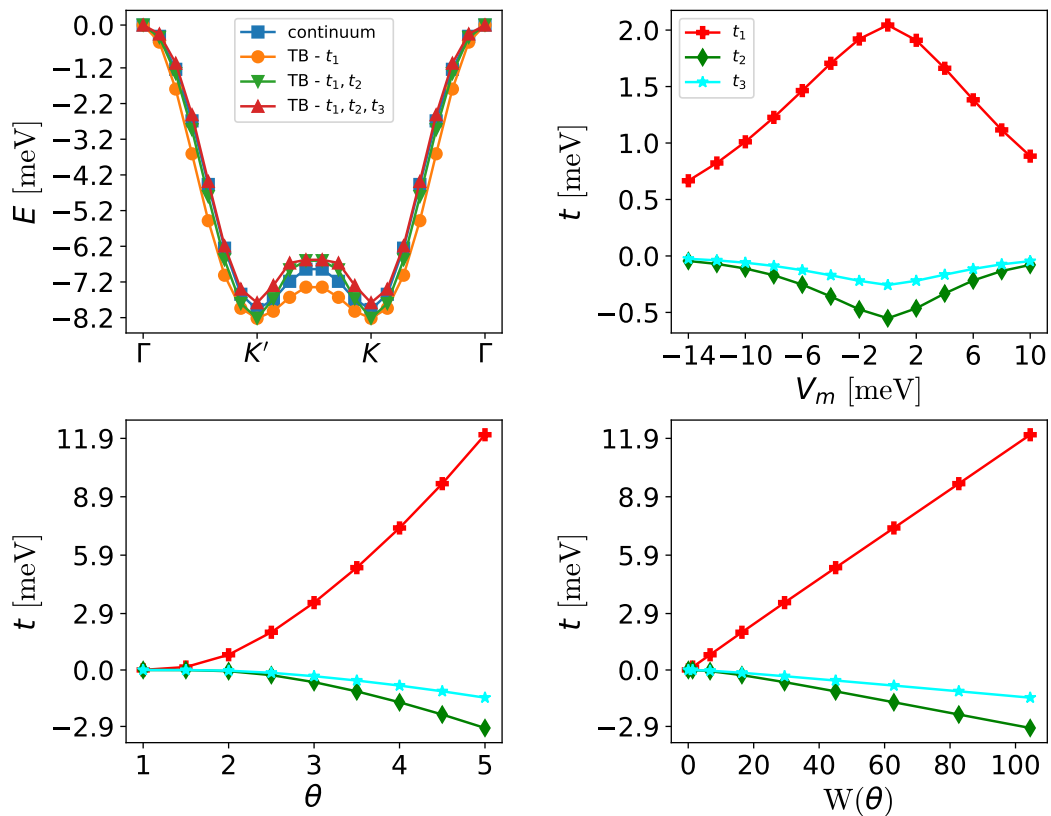 0.0
−1.2
−2.2
−3.2
−4.2
−5.2
−6.2
−7.2
−8.2
E [meV]
continuum
TB - t₁
TB - t₁, t₂
TB - t₁, t₂, t₃
Γ K′ K Γ
2.0
1.5
1.0
0.5
0.0
−0.5
t [meV]
t₁
t₂
t₃
−14 −10 −6 −2 2 6 10
Vₘ [meV]
11.9
8.9
5.9
2.9
0.0
−2.9
t [meV]
1 2 3 4 5
θ
11.9
8.9
5.9
2.9
0.0
−2.9
t [meV]
0 20 40 60 80 100
W(θ)